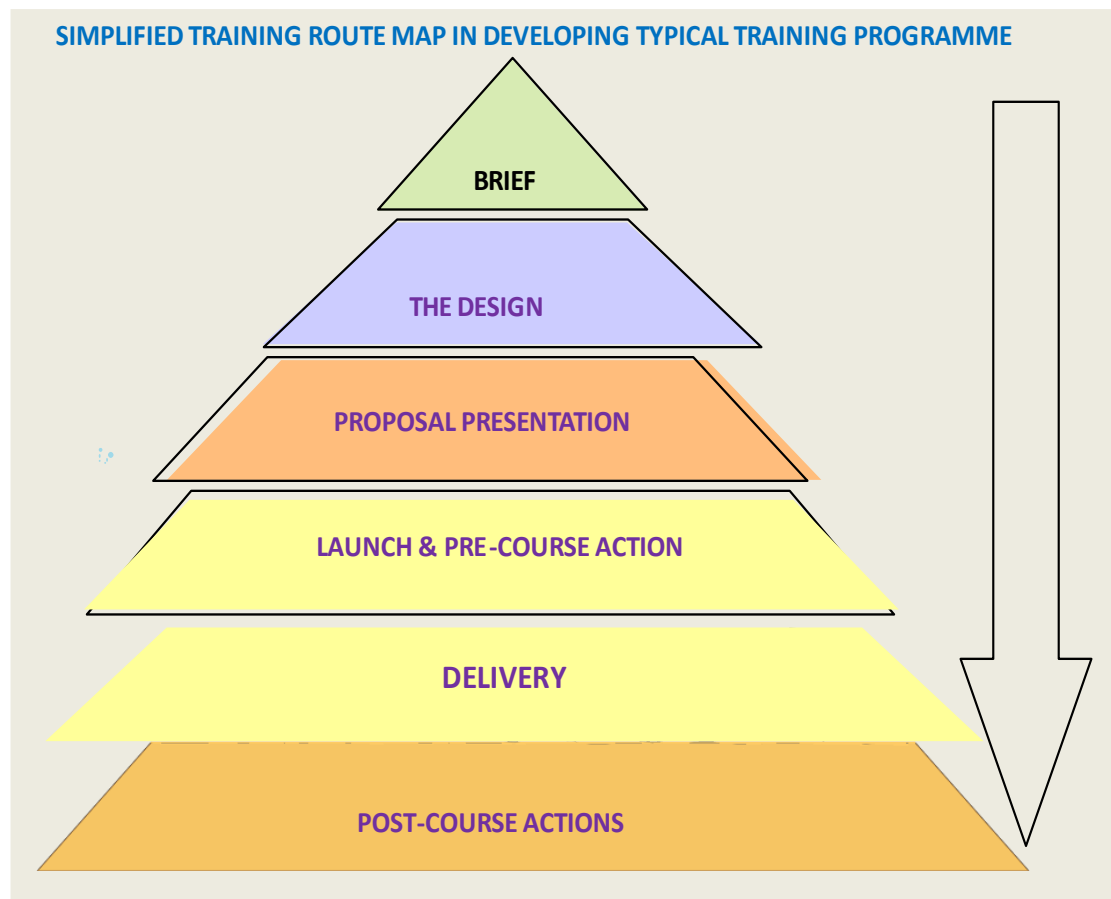 SIMPLIFIED TRAINING ROUTE MAP IN DEVELOPING TYPICAL TRAINING PROGRAMME
BRIEF
THE DESIGN
PROPOSAL PRESENTATION
LAUNCH & PRE-COURSE ACTION
DELIVERY
POST-COURSE ACTIONS